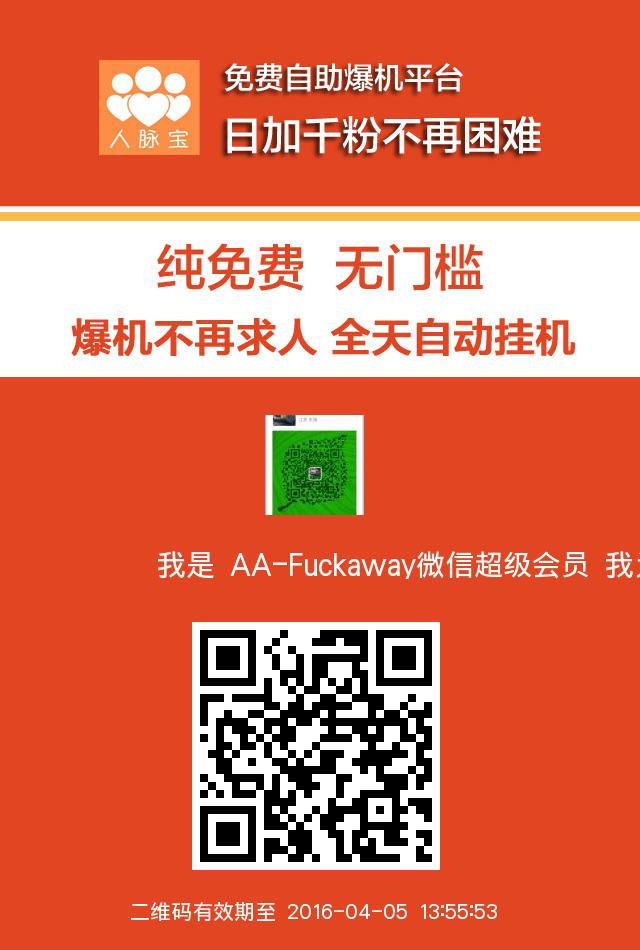 免费自助爆机平台
人脉宝
日加千粉不再困难
纯免费 无门槛
爆机不再求人 全天自动挂机
我是 AA-Fuckaway微信超级会员 我
二维码有效期至 2016-04-05 13:55:53